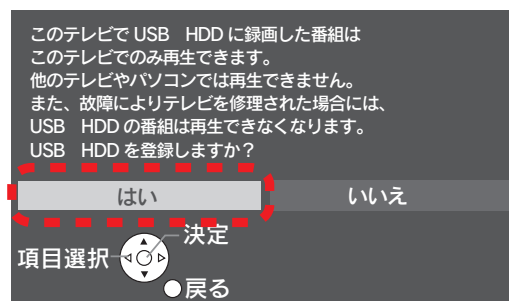 このテレビで USB　HDD に録画した番組は
このテレビでのみ再生できます。
他のテレビやパソコンでは再生できません。
また、故障によりテレビを修理された場合には、
USB　HDD の番組は再生できなくなります。
USB　HDD を登録しますか？
はい　いいえ
決定
項目選択
戻る